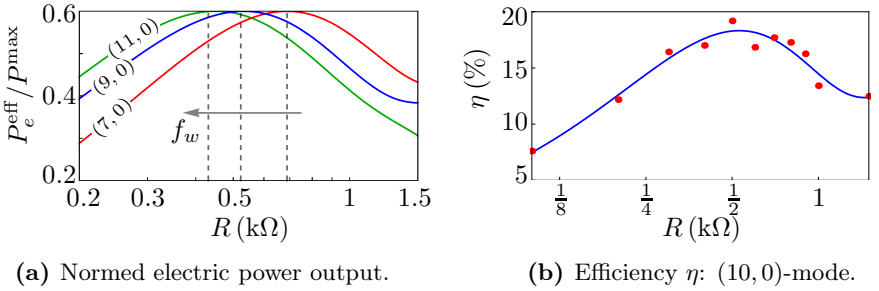 P_e^eff/P^max
0.6
0.4
0.2
(11, 0)
(9, 0)
(7, 0)
f_w
0.2 0.3 0.5 1 1.5
R (kΩ)
(a) Normed electric power output.
η (%)
20
15
10
5
1/8 1/4 1/2 1
R (kΩ)
(b) Efficiency η: (10, 0)-mode.